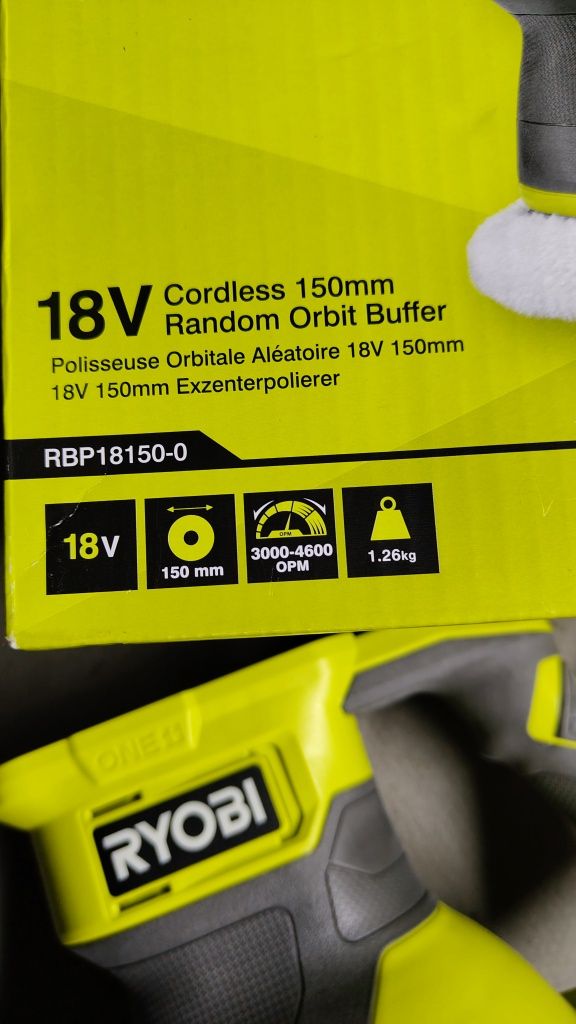 18V Cordless 150mm
Random Orbit Buffer
Polisseuse Orbitale Aléatoire 18V 150mm
18V 150mm Exzenterpolierer
RBP18150-0
18V
150 mm
OPM
3000-4600
OPM
1.26kg
ONE
RYOBI